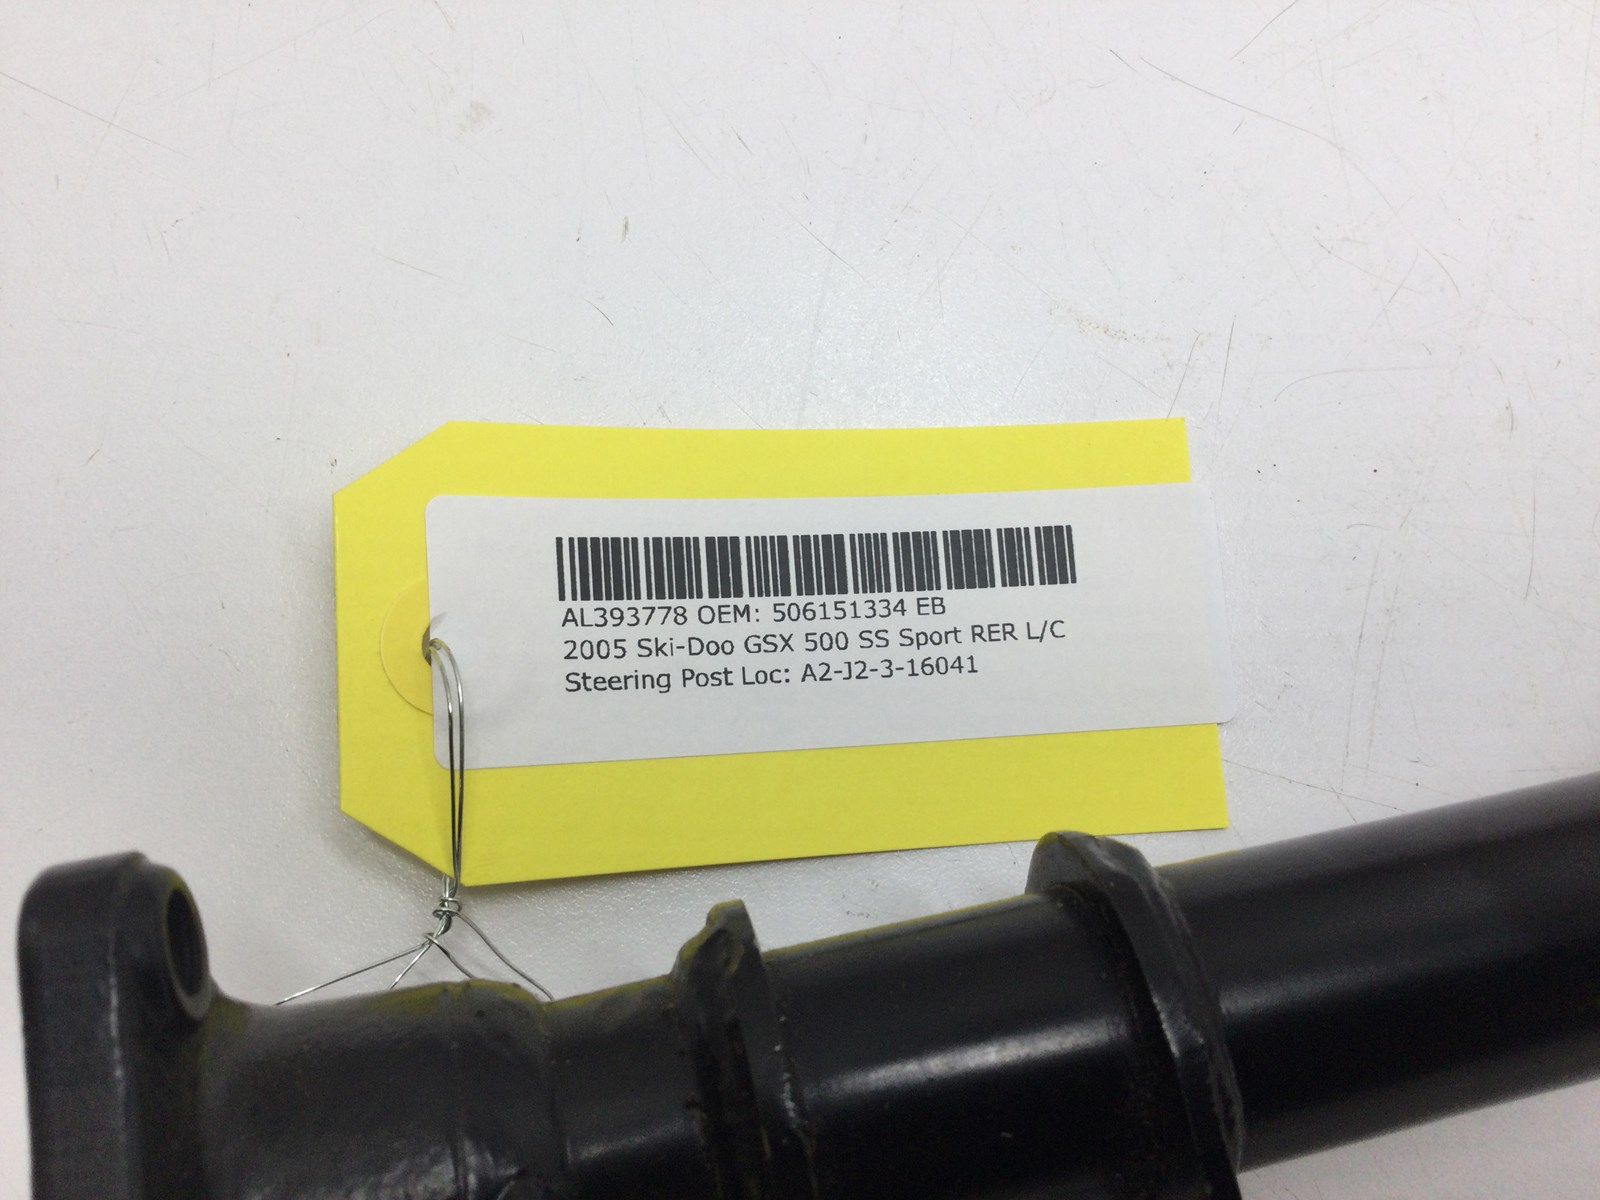 AL393778 OEM: 506151334 EB
2005 Ski-Doo GSX 500 SS Sport RER L/C
Steering Post Loc: A2-J2-3-16041